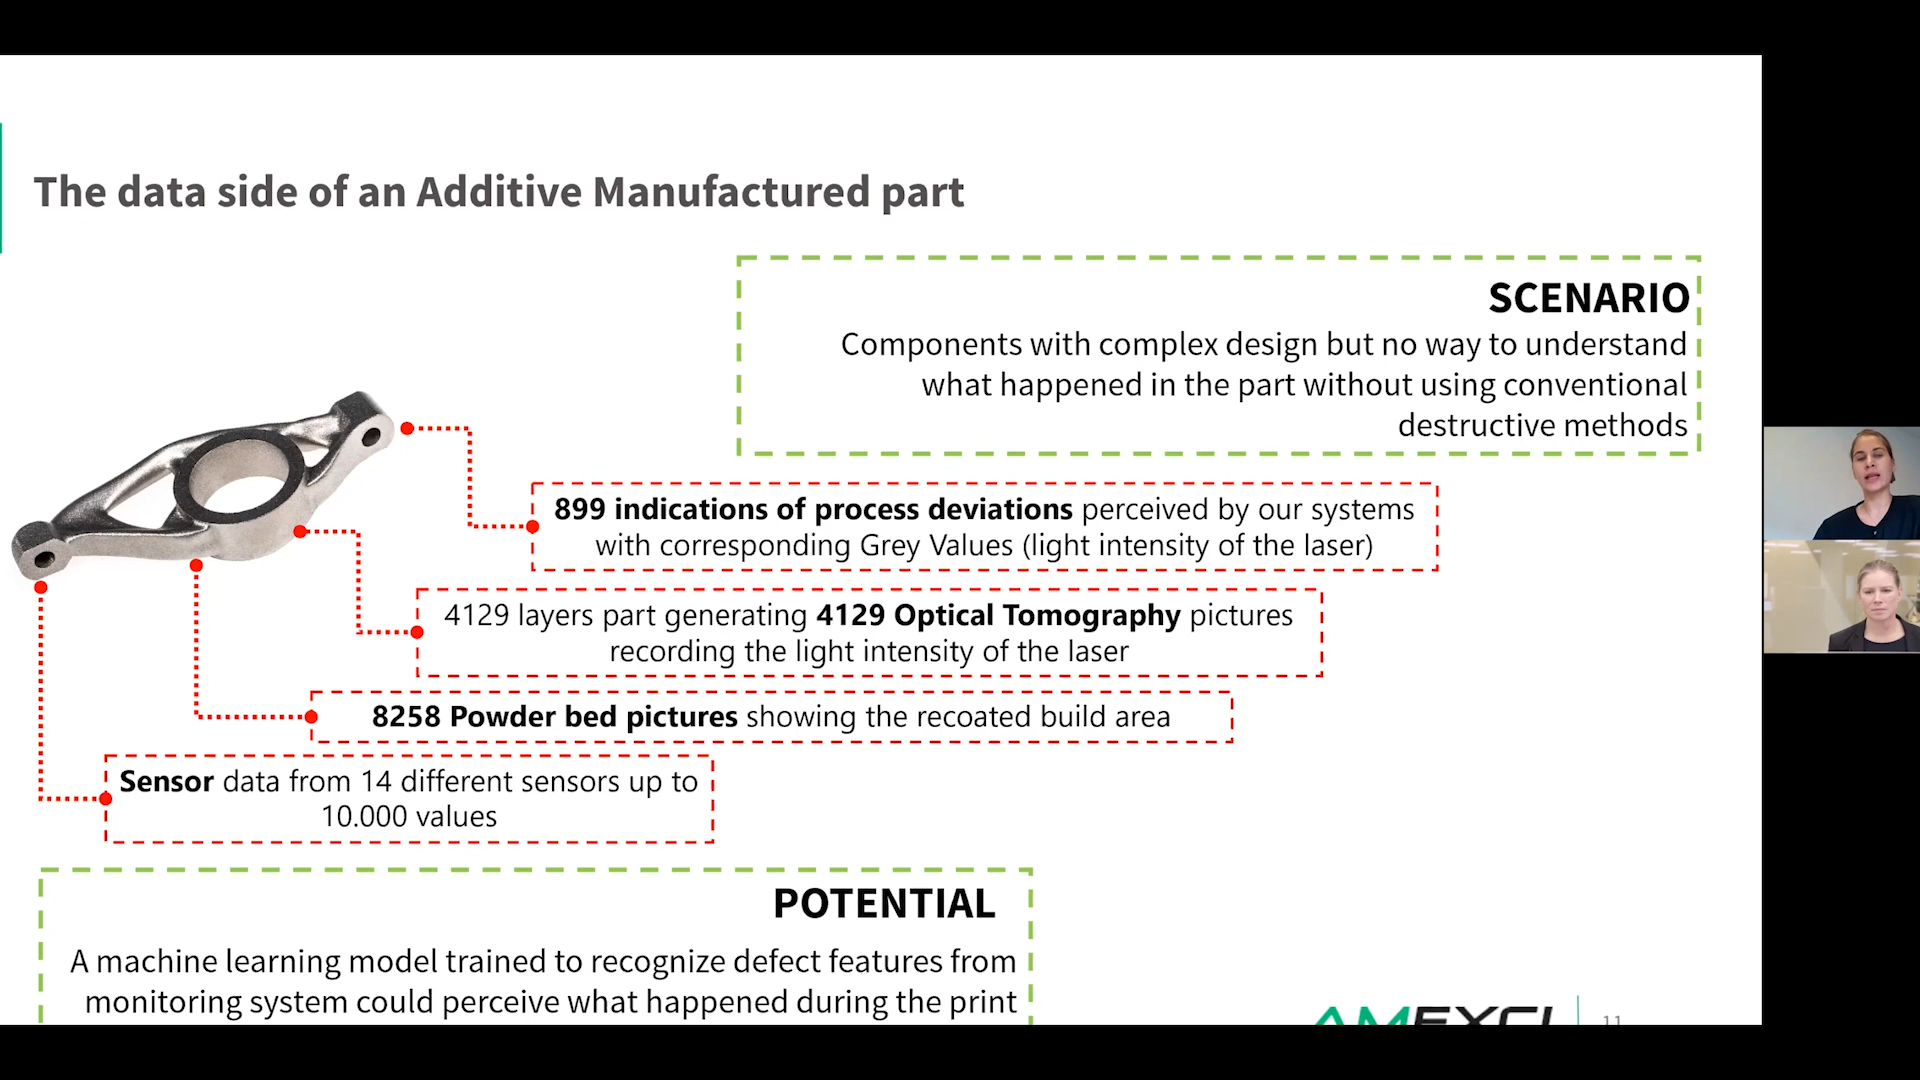 The data side of an Additive Manufactured part
SCENARIO
Components with complex design but no way to understand
what happened in the part without using conventional
destructive methods
899 indications of process deviations perceived by our systems
with corresponding Grey Values (light intensity of the laser)
4129 layers part generating 4129 Optical Tomography pictures
recording the light intensity of the laser
8258 Powder bed pictures showing the recoated build area
Sensor data from 14 different sensors up to
10.000 values
POTENTIAL
A machine learning model trained to recognize defect features from
monitoring system could perceive what happened during the print
AMEXCI
11